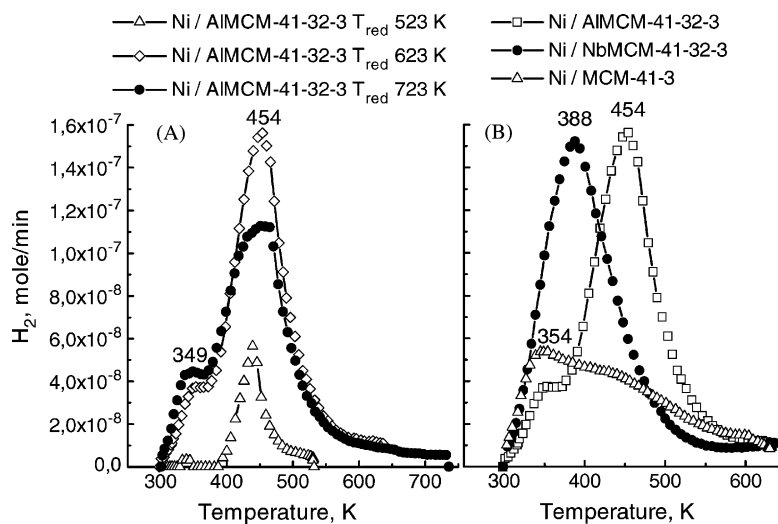 Ni / AlMCM-41-32-3 T_red 523 K
Ni / AlMCM-41-32-3 T_red 623 K
Ni / AlMCM-41-32-3 T_red 723 K
Ni / AlMCM-41-32-3
Ni / NbMCM-41-32-3
Ni / MCM-41-3
H₂, mole/min
1,6x10⁻⁷
1,4x10⁻⁷
1,2x10⁻⁷
1,0x10⁻⁷
8,0x10⁻⁸
6,0x10⁻⁸
4,0x10⁻⁸
2,0x10⁻⁸
0,0
(A)
454
349
300 400 500 600 700
Temperature, K
(B)
388
454
354
300 400 500 600
Temperature, K